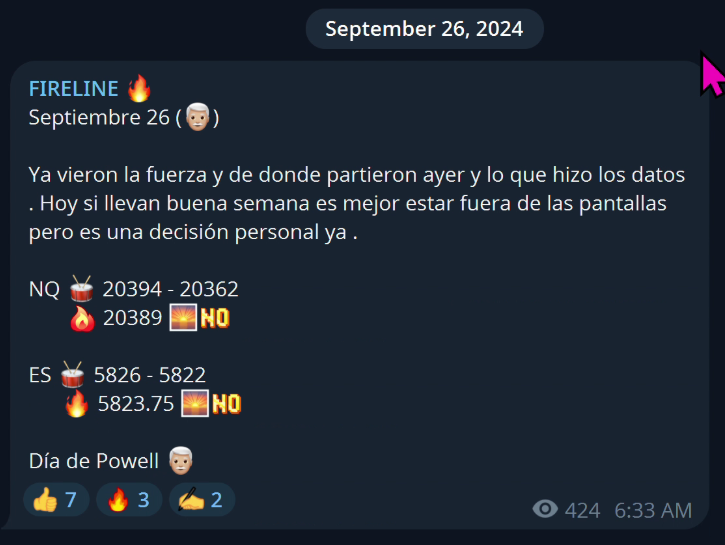 September 26, 2024
FIRELINE 🔥
Septiembre 26 (👨🏼‍🦳)
Ya vieron la fuerza y de donde partieron ayer y lo que hizo los datos
. Hoy si llevan buena semana es mejor estar fuera de las pantallas
pero es una decisión personal ya .
NQ 🥁 20394 - 20362
🔥 20389 🌅NO
ES 🥁 5826 - 5822
🔥 5823.75 🌅NO
Día de Powell 👨🏼‍🦳
👍 7 🔥 3 ✍️ 2
424 6:33 AM